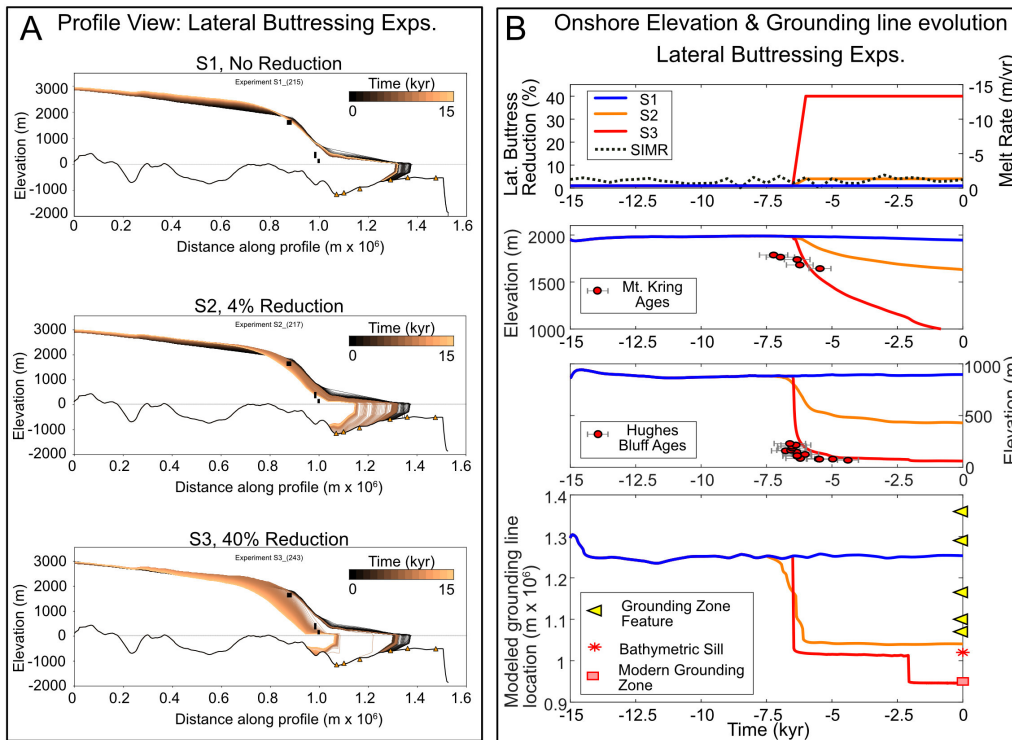 A
Profile View: Lateral Buttressing Exps.
S1, No Reduction
Experiment S1_(215)
Time (kyr)
0
15
3000
2000
1000
0
-1000
-2000
Elevation (m)
0
0.2
0.4
0.6
0.8
1.0
1.2
1.4
1.6
Distance along profile (m x 10⁶)
S2, 4% Reduction
Experiment S2_(217)
Time (kyr)
0
15
3000
2000
1000
0
-1000
-2000
Elevation (m)
0
0.2
0.4
0.6
0.8
1.0
1.2
1.4
1.6
Distance along profile (m x 10⁶)
S3, 40% Reduction
Experiment S3_(243)
Time (kyr)
0
15
3000
2000
1000
0
-1000
-2000
Elevation (m)
0
0.2
0.4
0.6
0.8
1.0
1.2
1.4
1.6
Distance along profile (m x 10⁶)
B
Onshore Elevation & Grounding line evolution
Lateral Buttressing Exps.
Lat. Buttress
Reduction (%)
40
30
20
10
0
S1
S2
S3
SIMR
-15
-10
-5
0
Melt Rate (m/yr)
-15
-12.5
-10
-7.5
-5
-2.5
0
Elevation (m)
2000
1500
1000
Mt. Kring
Ages
-15
-12.5
-10
-7.5
-5
-2.5
0
1000
500
0
Elevation (m)
Hughes
Bluff Ages
-15
-12.5
-10
-7.5
-5
-2.5
0
Modeled grounding line
location (m x 10⁶)
1.4
1.3
1.2
1.1
1
0.9
Grounding Zone
Feature
Bathymetric Sill
Modern Grounding
Zone
-15
-12.5
-10
-7.5
-5
-2.5
0
Time (kyr)